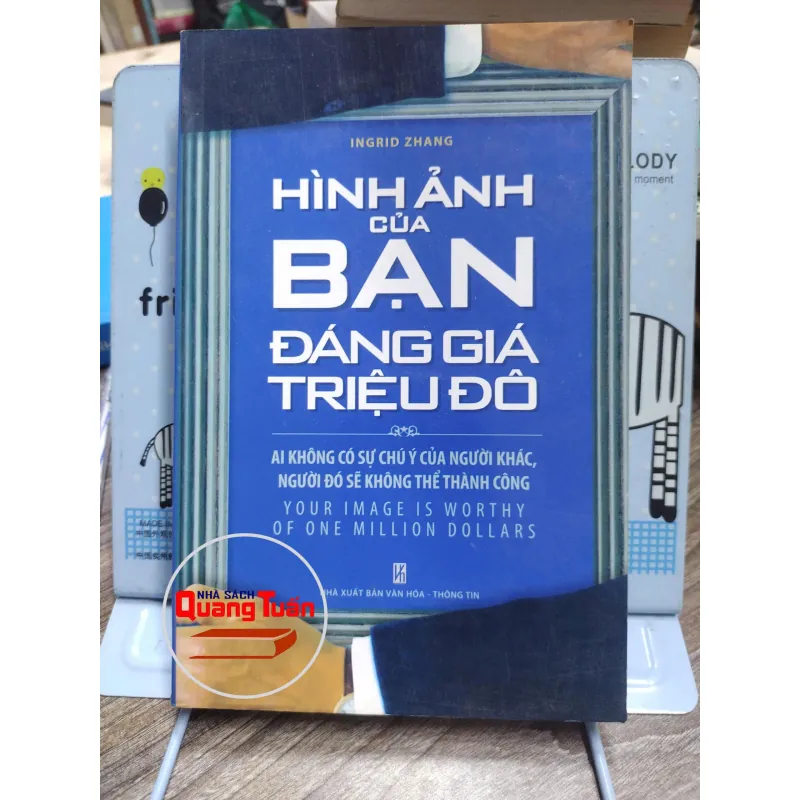 INGRID ZHANG
HÌNH ẢNH
CỦA
BẠN
ĐÁNG GIÁ
TRIỆU ĐÔ
AI KHÔNG CÓ SỰ CHÚ Ý CỦA NGƯỜI KHÁC,
NGƯỜI ĐÓ SẼ KHÔNG THỂ THÀNH CÔNG
YOUR IMAGE IS WORTHY
OF ONE MILLION DOLLARS
NHÀ XUẤT BẢN VĂN HÓA - THÔNG TIN
NHÀ SÁCH
Quang Tuấn
LODY
moment
fri
MADE